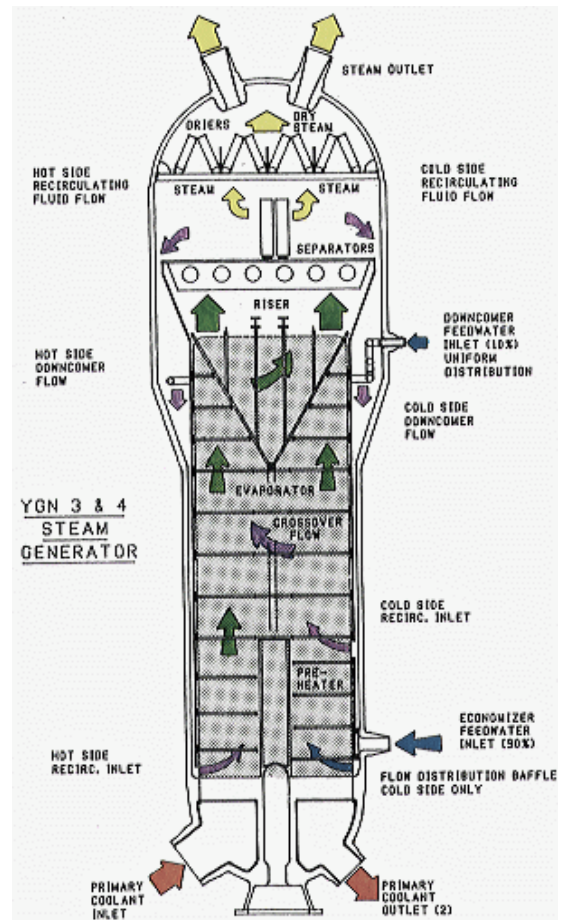 STEAM OUTLET
DRIERS
DRY
STEAM
HOT SIDE
RECIRCULATING
FLUID FLOW
COLD SIDE
RECIRCULATING
FLUID FLOW
STEAM
STEAM
SEPARATORS
RISER
DOWNCOMER
FEEDWATER
INLET (10%)
UNIFORM
DISTRIBUTION
HOT SIDE
DOWNCOMER
FLOW
COLD SIDE
DOWNCOMER
FLOW
EVAPORATOR
YGN 3 & 4
STEAM
GENERATOR
CROSSOVER
FLOW
COLD SIDE
RECIRC. INLET
PRE-
HEATER
ECONOMIZER
FEEDWATER
INLET (90%)
HOT SIDE
RECIRC. INLET
FLOW DISTRIBUTION BAFFLE
COLD SIDE ONLY
PRIMARY
COOLANT
INLET
PRIMARY
COOLANT
OUTLET (2)